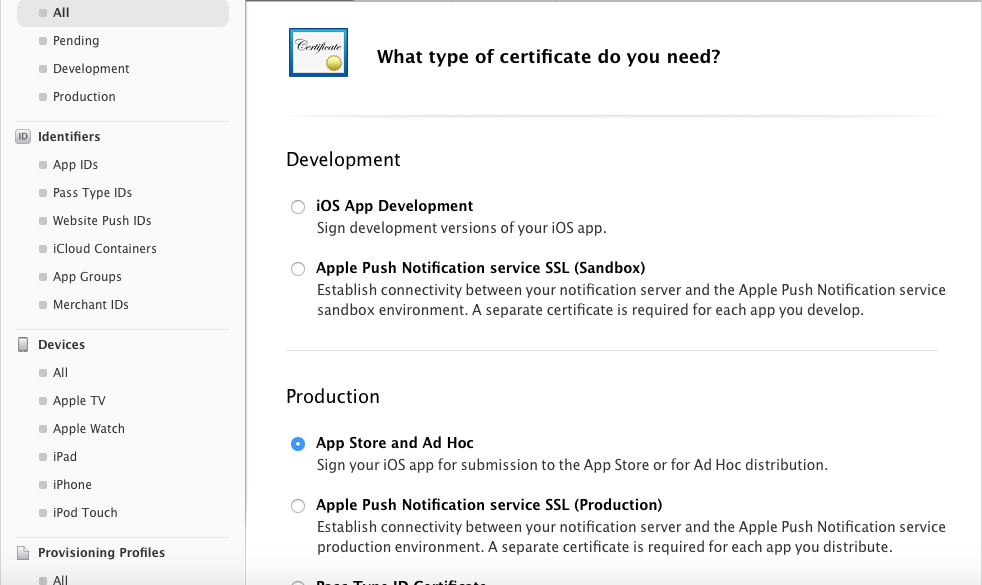 All
Pending
Development
Production
ID Identifiers
App IDs
Pass Type IDs
Website Push IDs
iCloud Containers
App Groups
Merchant IDs
Devices
All
Apple TV
Apple Watch
iPad
iPhone
iPod Touch
Provisioning Profiles
All
Certificate
What type of certificate do you need?
Development
iOS App Development
Sign development versions of your iOS app.
Apple Push Notification service SSL (Sandbox)
Establish connectivity between your notification server and the Apple Push Notification service
sandbox environment. A separate certificate is required for each app you develop.
Production
App Store and Ad Hoc
Sign your iOS app for submission to the App Store or for Ad Hoc distribution.
Apple Push Notification service SSL (Production)
Establish connectivity between your notification server and the Apple Push Notification service
production environment. A separate certificate is required for each app you distribute.
Pass Type ID Certificate